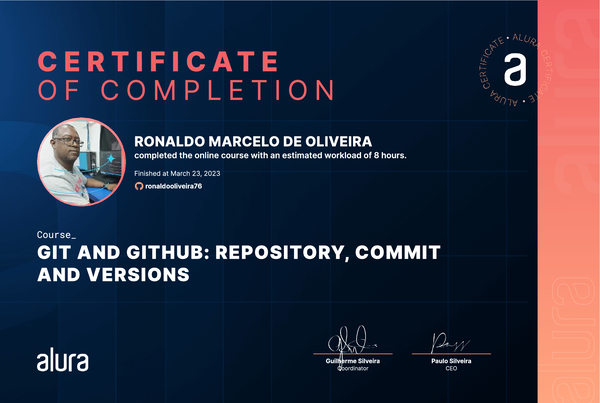 CERTIFICATE
OF COMPLETION
ALURA CERTIFICATE • ALURA CERTIFICATE •
a
RONALDO MARCELO DE OLIVEIRA
completed the online course with an estimated workload of 8 hours.
Finished at March 23, 2023
ronaldooliveira76
Course_
GIT AND GITHUB: REPOSITORY, COMMIT
AND VERSIONS
alura
Guilherme Silveira
Coordinator
Paulo Silveira
CEO
alura